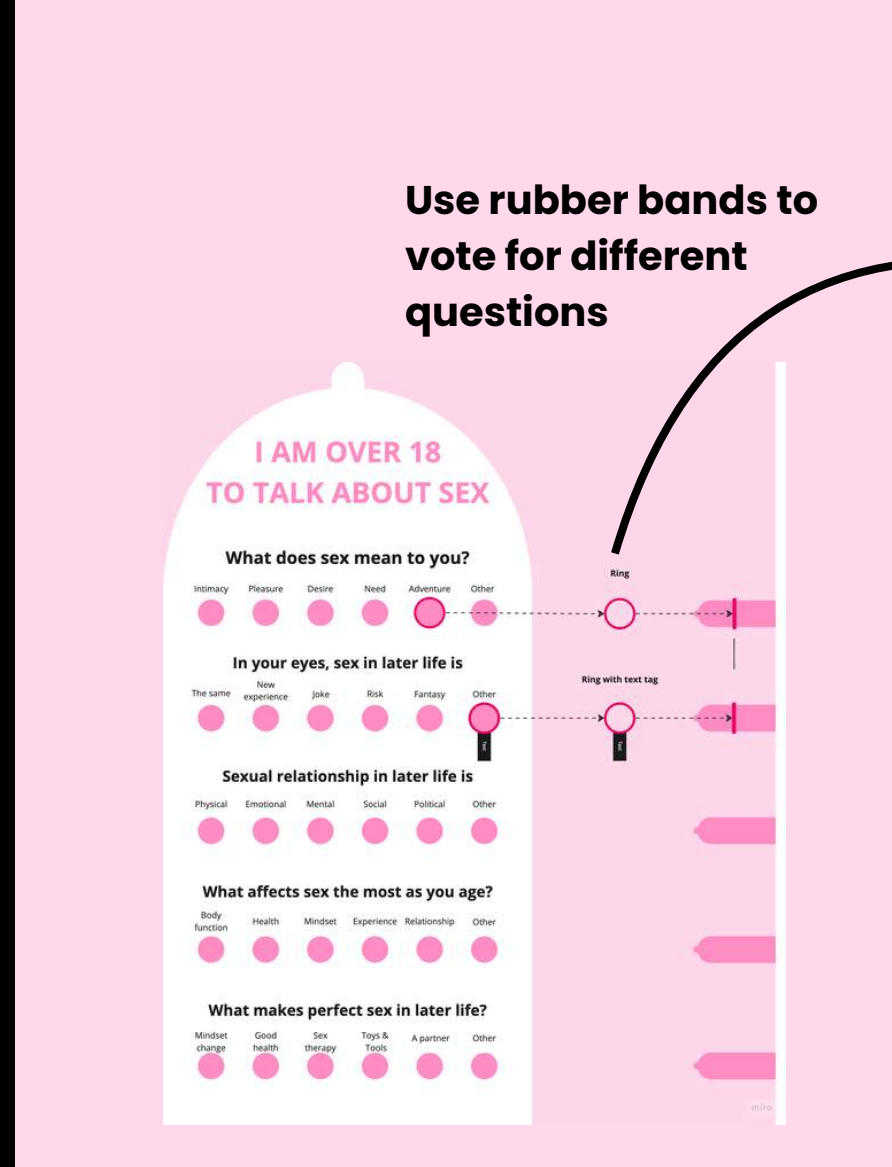 Use rubber bands to
vote for different
questions
I AM OVER 18
TO TALK ABOUT SEX
What does sex mean to you?
Intimacy Pleasure Desire Need Adventure Other
Ring
In your eyes, sex in later life is
The same New experience Joke Risk Fantasy Other
Ring with text tag
Text Text
Sexual relationship in later life is
Physical Emotional Mental Social Political Other
What affects sex the most as you age?
Body function Health Mindset Experience Relationship Other
What makes perfect sex in later life?
Mindset change Good health Sex therapy Toys & Tools A partner Other
miro